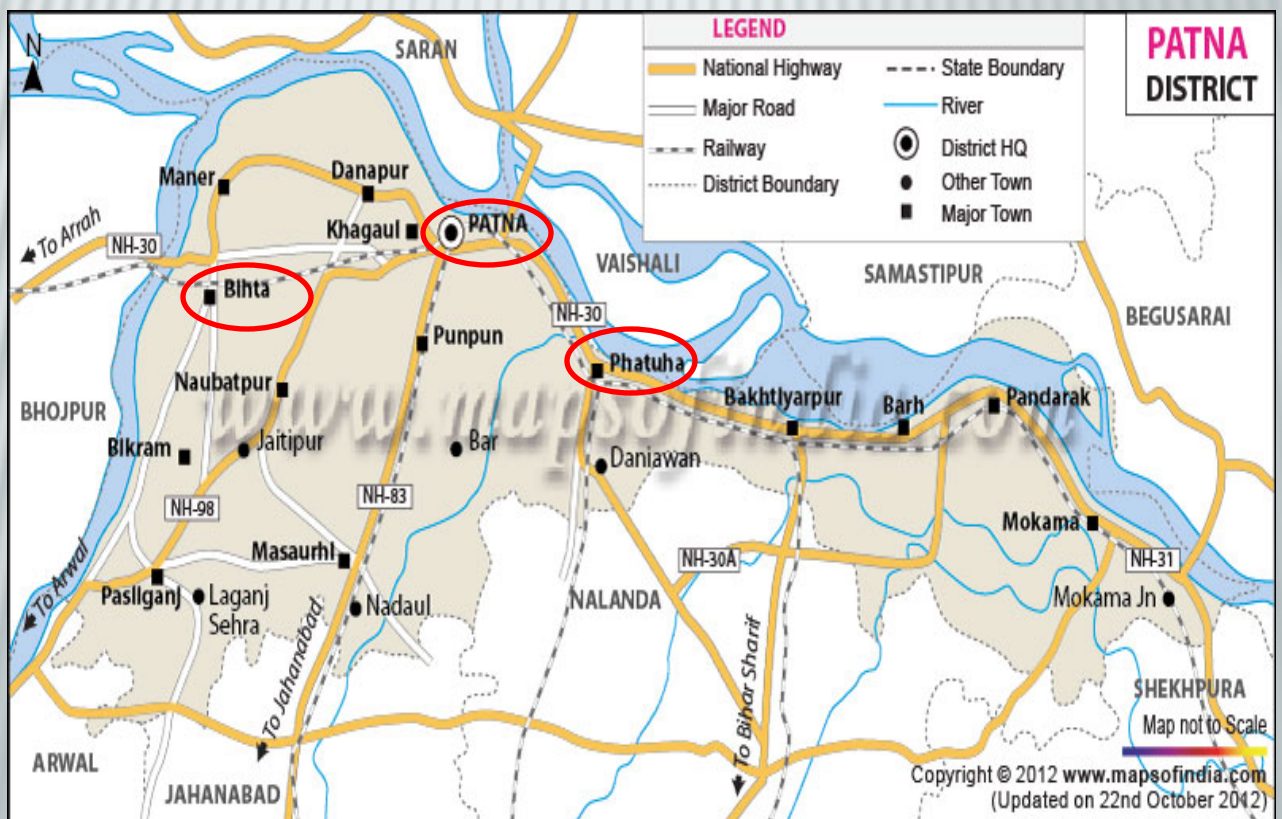 LEGEND
National Highway
Major Road
Railway
District Boundary
State Boundary
River
District HQ
Other Town
Major Town
PATNA
DISTRICT
N
SARAN
Maner
Danapur
Khagaul
PATNA
To Arrah
NH-30
VAISHALI
SAMASTIPUR
BEGUSARAI
Bihta
NH-30
Punpun
Phatuha
Naubatpur
www.mapsofindia.com
BHOJPUR
Bakhtiyarpur
Barh
Pandarak
Bikram
Jaitipur
Bar
Daniawan
NH-98
NH-83
Mokama
Masaurhi
NH-30A
NH-31
To Arwal
Pasliganj
Laganj
Sehra
Nadaul
NALANDA
Mokama Jn
To Jahanabad
To Bihar Sharif
SHEKHPURA
Map not to Scale
ARWAL
JAHANABAD
Copyright © 2012 www.mapsofindia.com
(Updated on 22nd October 2012)